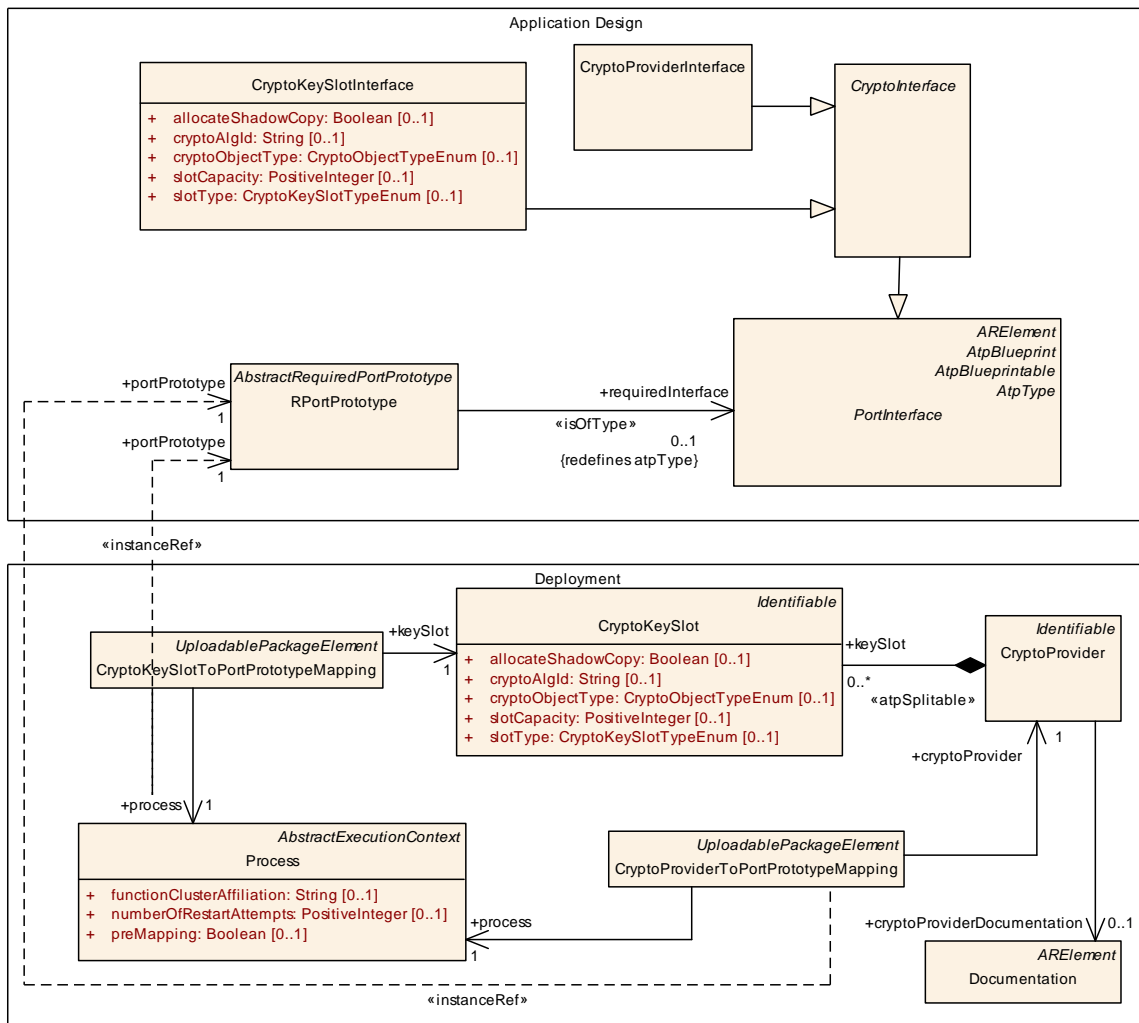 Application Design
CryptoKeySlotInterface
+ allocateShadowCopy: Boolean [0..1]
+ cryptoAlgId: String [0..1]
+ cryptoObjectType: CryptoObjectTypeEnum [0..1]
+ slotCapacity: PositiveInteger [0..1]
+ slotType: CryptoKeySlotTypeEnum [0..1]
CryptoProviderInterface
CryptoInterface
ARElement
AtpBlueprint
AtpBlueprintable
AtpType
PortInterface
AbstractRequiredPortPrototype
RPortPrototype
+portPrototype
1
+portPrototype
1
+requiredInterface
«isOfType»
0..1
{redefines atpType}
«instanceRef»
Deployment
UploadablePackageElement
CryptoKeySlotToPortPrototypeMapping
+keySlot
1
Identifiable
CryptoKeySlot
+ allocateShadowCopy: Boolean [0..1]
+ cryptoAlgId: String [0..1]
+ cryptoObjectType: CryptoObjectTypeEnum [0..1]
+ slotCapacity: PositiveInteger [0..1]
+ slotType: CryptoKeySlotTypeEnum [0..1]
+keySlot
0..*
«atpSplitable»
Identifiable
CryptoProvider
+cryptoProvider
1
+process
1
AbstractExecutionContext
Process
+ functionClusterAffiliation: String [0..1]
+ numberOfRestartAttempts: PositiveInteger [0..1]
+ preMapping: Boolean [0..1]
UploadablePackageElement
CryptoProviderToPortPrototypeMapping
+process
1
+cryptoProviderDocumentation
0..1
ARElement
Documentation
«instanceRef»